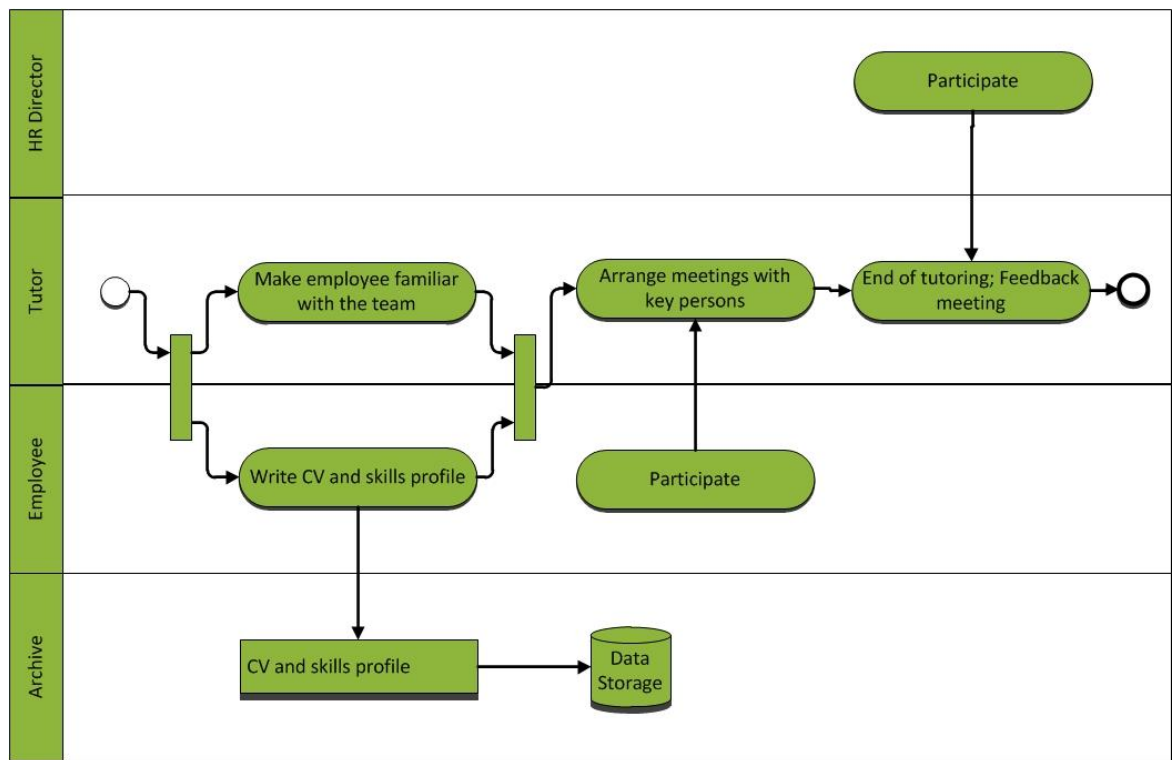 HR Director
Participate
Tutor
Make employee familiar
with the team
Arrange meetings with
key persons
End of tutoring; Feedback
meeting
Employee
Write CV and skills profile
Participate
Archive
CV and skills profile
Data
Storage